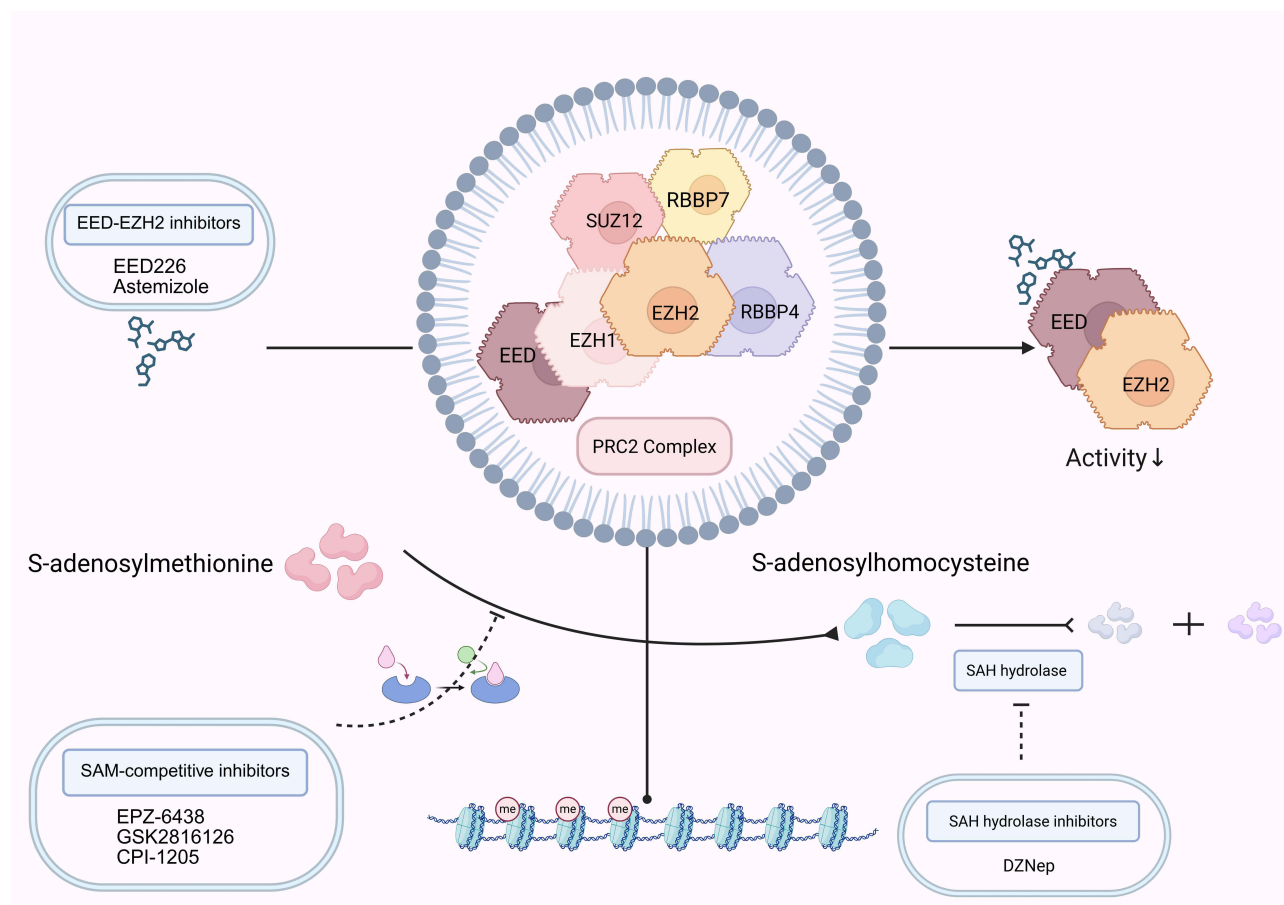 RBBP7
SUZ12
EED-EZH2 inhibitors
EED226
Astemizole
EZH2
RBBP4
EZH1
EED
PRC2 Complex
EED
EZH2
Activity↓
S-adenosylmethionine
S-adenosylhomocysteine
+
SAH hydrolase
SAM-competitive inhibitors
EPZ-6438
GSK2816126
CPI-1205
me me me
SAH hydrolase inhibitors
DZNep